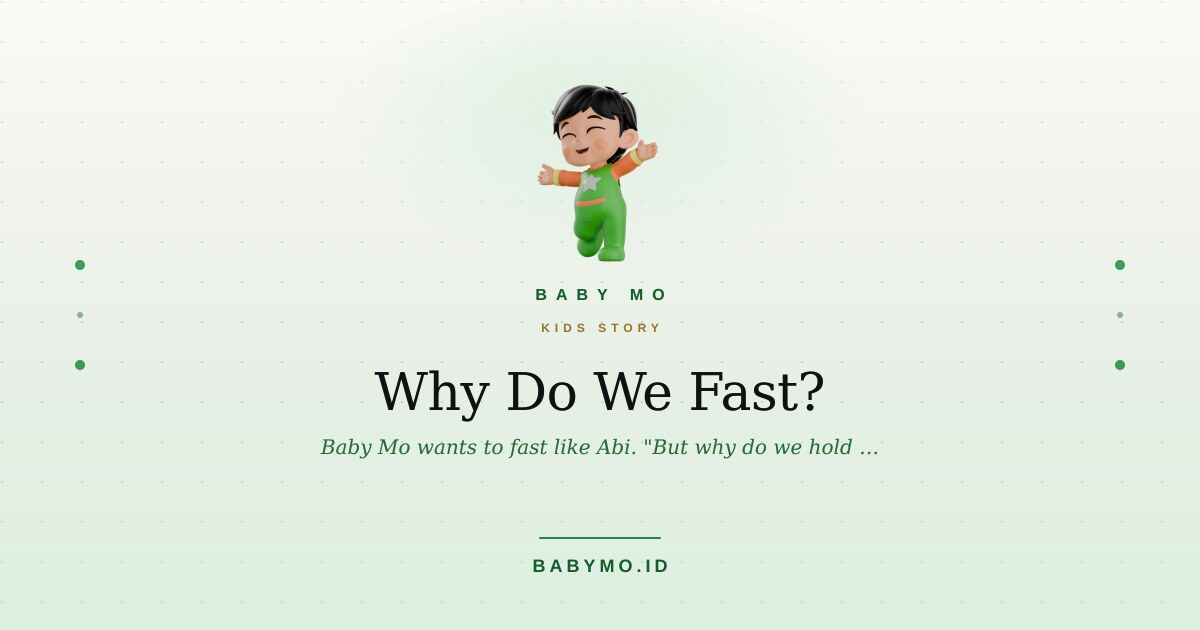 BABY MO
KIDS STORY
Why Do We Fast?
Baby Mo wants to fast like Abi. "But why do we hold ...
BABYMO.ID